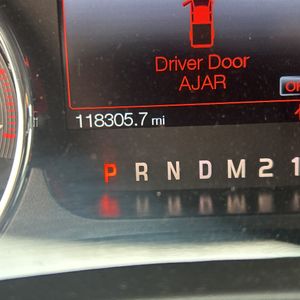 Driver Door
AJAR
118305.7 mi
P R N D M 2 1